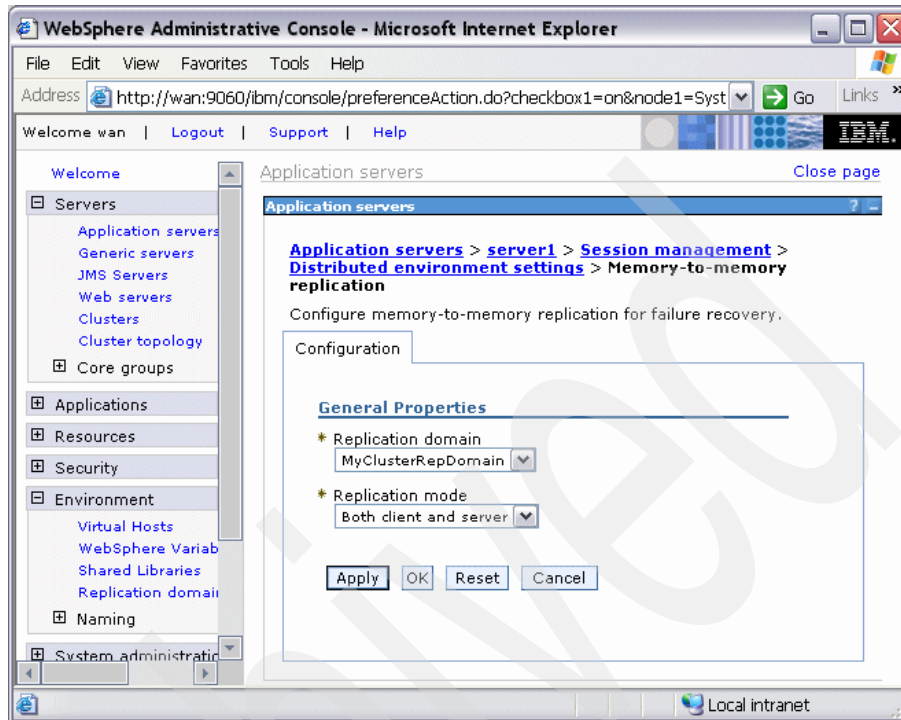 WebSphere Administrative Console - Microsoft Internet Explorer
File Edit View Favorites Tools Help
Address http://wan:9060/ibm/console/preferenceAction.do?checkbox1=on&node1=Syst Go Links »
Welcome wan | Logout | Support | Help IBM.
Welcome
Servers
Application servers
Generic servers
JMS Servers
Web servers
Clusters
Cluster topology
Core groups
Applications
Resources
Security
Environment
Virtual Hosts
WebSphere Variab
Shared Libraries
Replication domai
Naming
System administratio
Application servers Close page
Application servers ? -
Application servers > server1 > Session management >
Distributed environment settings > Memory-to-memory
replication
Configure memory-to-memory replication for failure recovery.
Configuration
General Properties
* Replication domain
MyClusterRepDomain
* Replication mode
Both client and server
Apply OK Reset Cancel
Local intranet